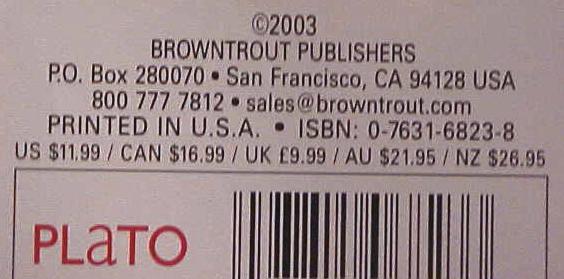 ©2003
BROWNTROUT PUBLISHERS
P.O. Box 280070 • San Francisco, CA 94128 USA
800 777 7812 • sales@browntrout.com
PRINTED IN U.S.A. • ISBN: 0-7631-6823-8
US $11.99 / CAN $16.99 / UK £9.99 / AU $21.95 / NZ $26.95
PLaTO